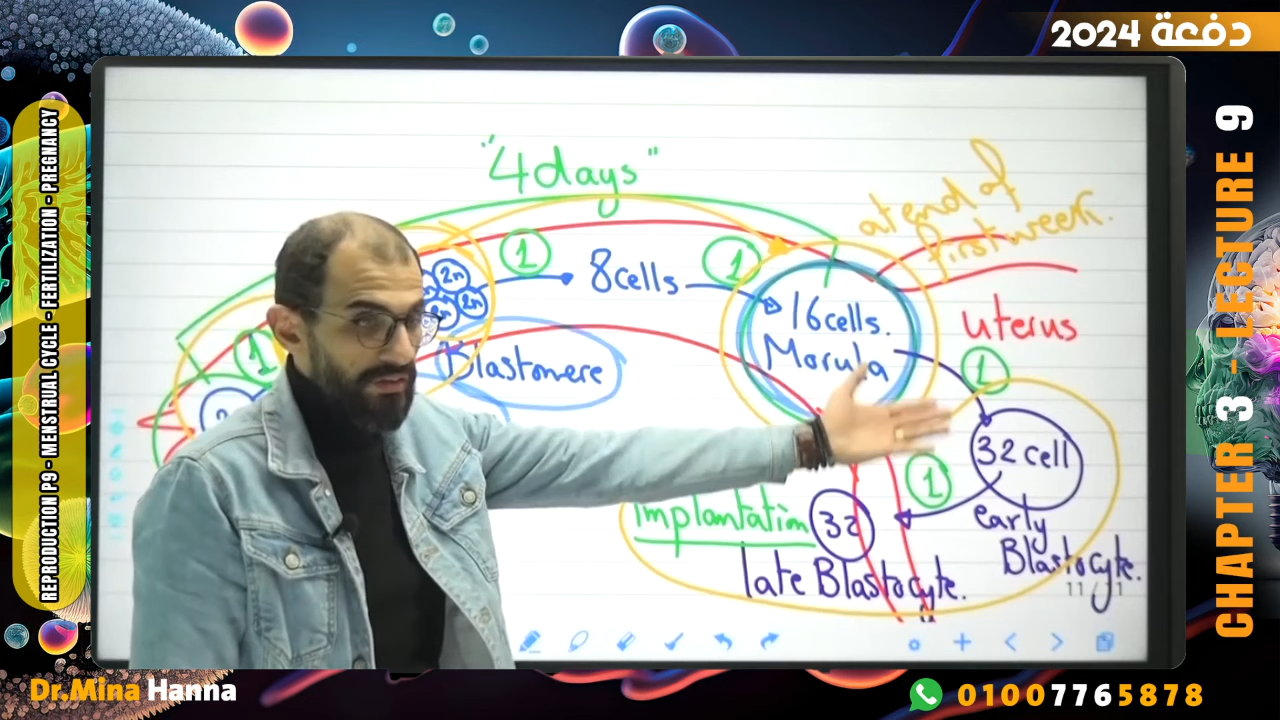 دفعة 2024
REPRODUCTION P9 - MENSTRUAL CYCLE - FERTILIZATION - PREGNANCY
CHAPTER 3 - LECTURE 9
"4days"
at end of
first week.
1
1
8cells
16cells.
Morula
2n
2n
2n
1
Blastomere
uterus
1
32 cell
early
Blastocyte.
1
implantation
32
late Blastocyte.
11 / 11
Dr.Mina Hanna
01007765878